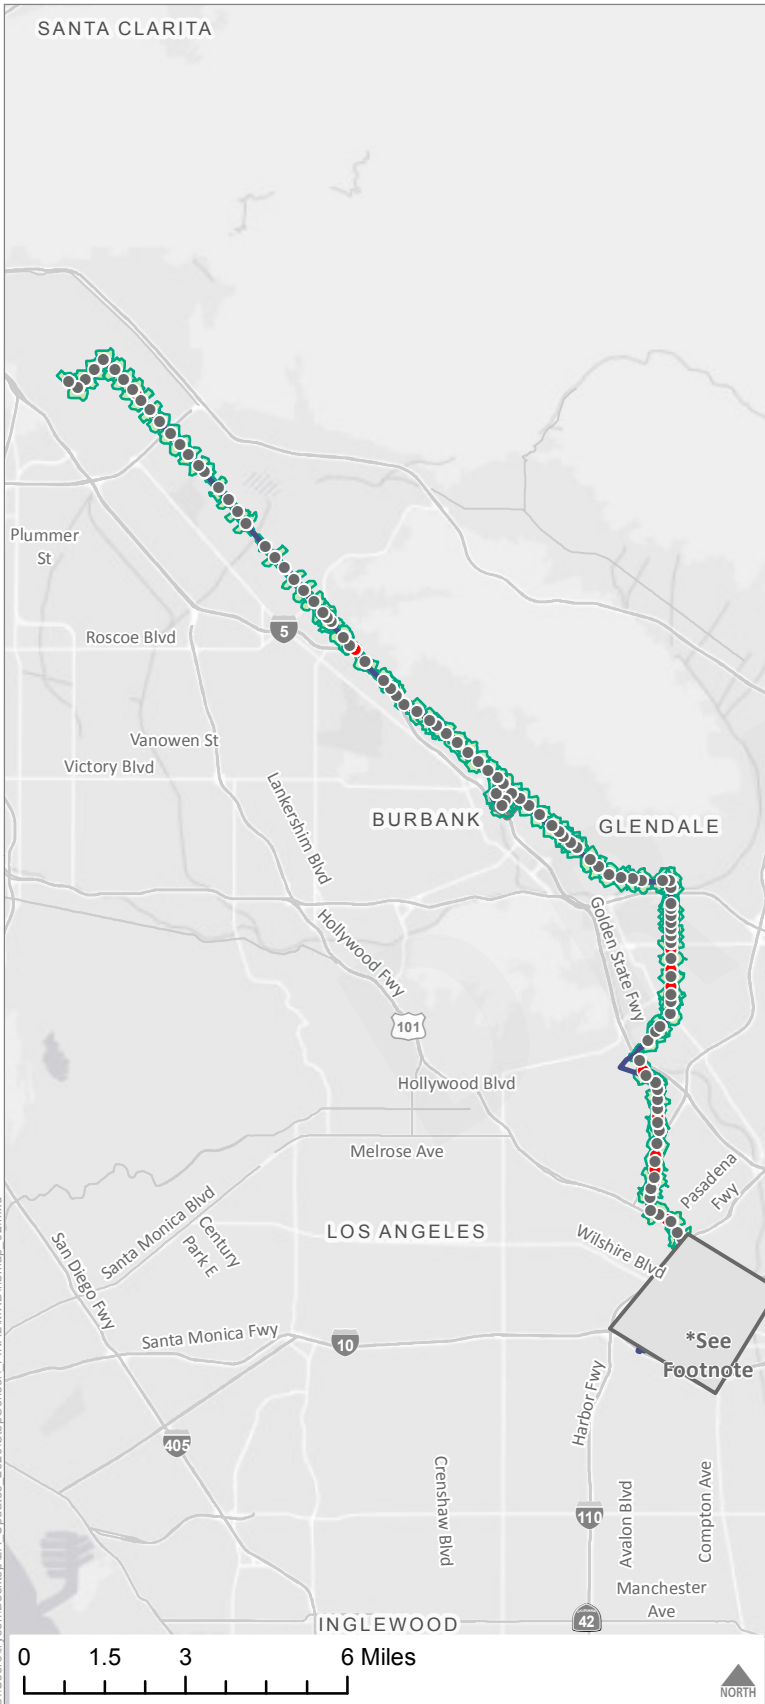 SANTA CLARITA
Plummer
St
5
Roscoe Blvd
Vanowen St
Victory Blvd
Lankershim Blvd
BURBANK
GLENDALE
Golden State Fwy
Hollywood Fwy
101
Hollywood Blvd
Melrose Ave
Pasadena
Fwy
Santa Monica Blvd
Century
Park E
LOS ANGELES
Wilshire Blvd
San Diego Fwy
Santa Monica Fwy
10
*See
Footnote
Harbor Fwy
405
Crenshaw Blvd
110
Avalon Blvd
Compton Ave
Manchester
Ave
42
INGLEWOOD
0 1.5 3 6 Miles
NORTH